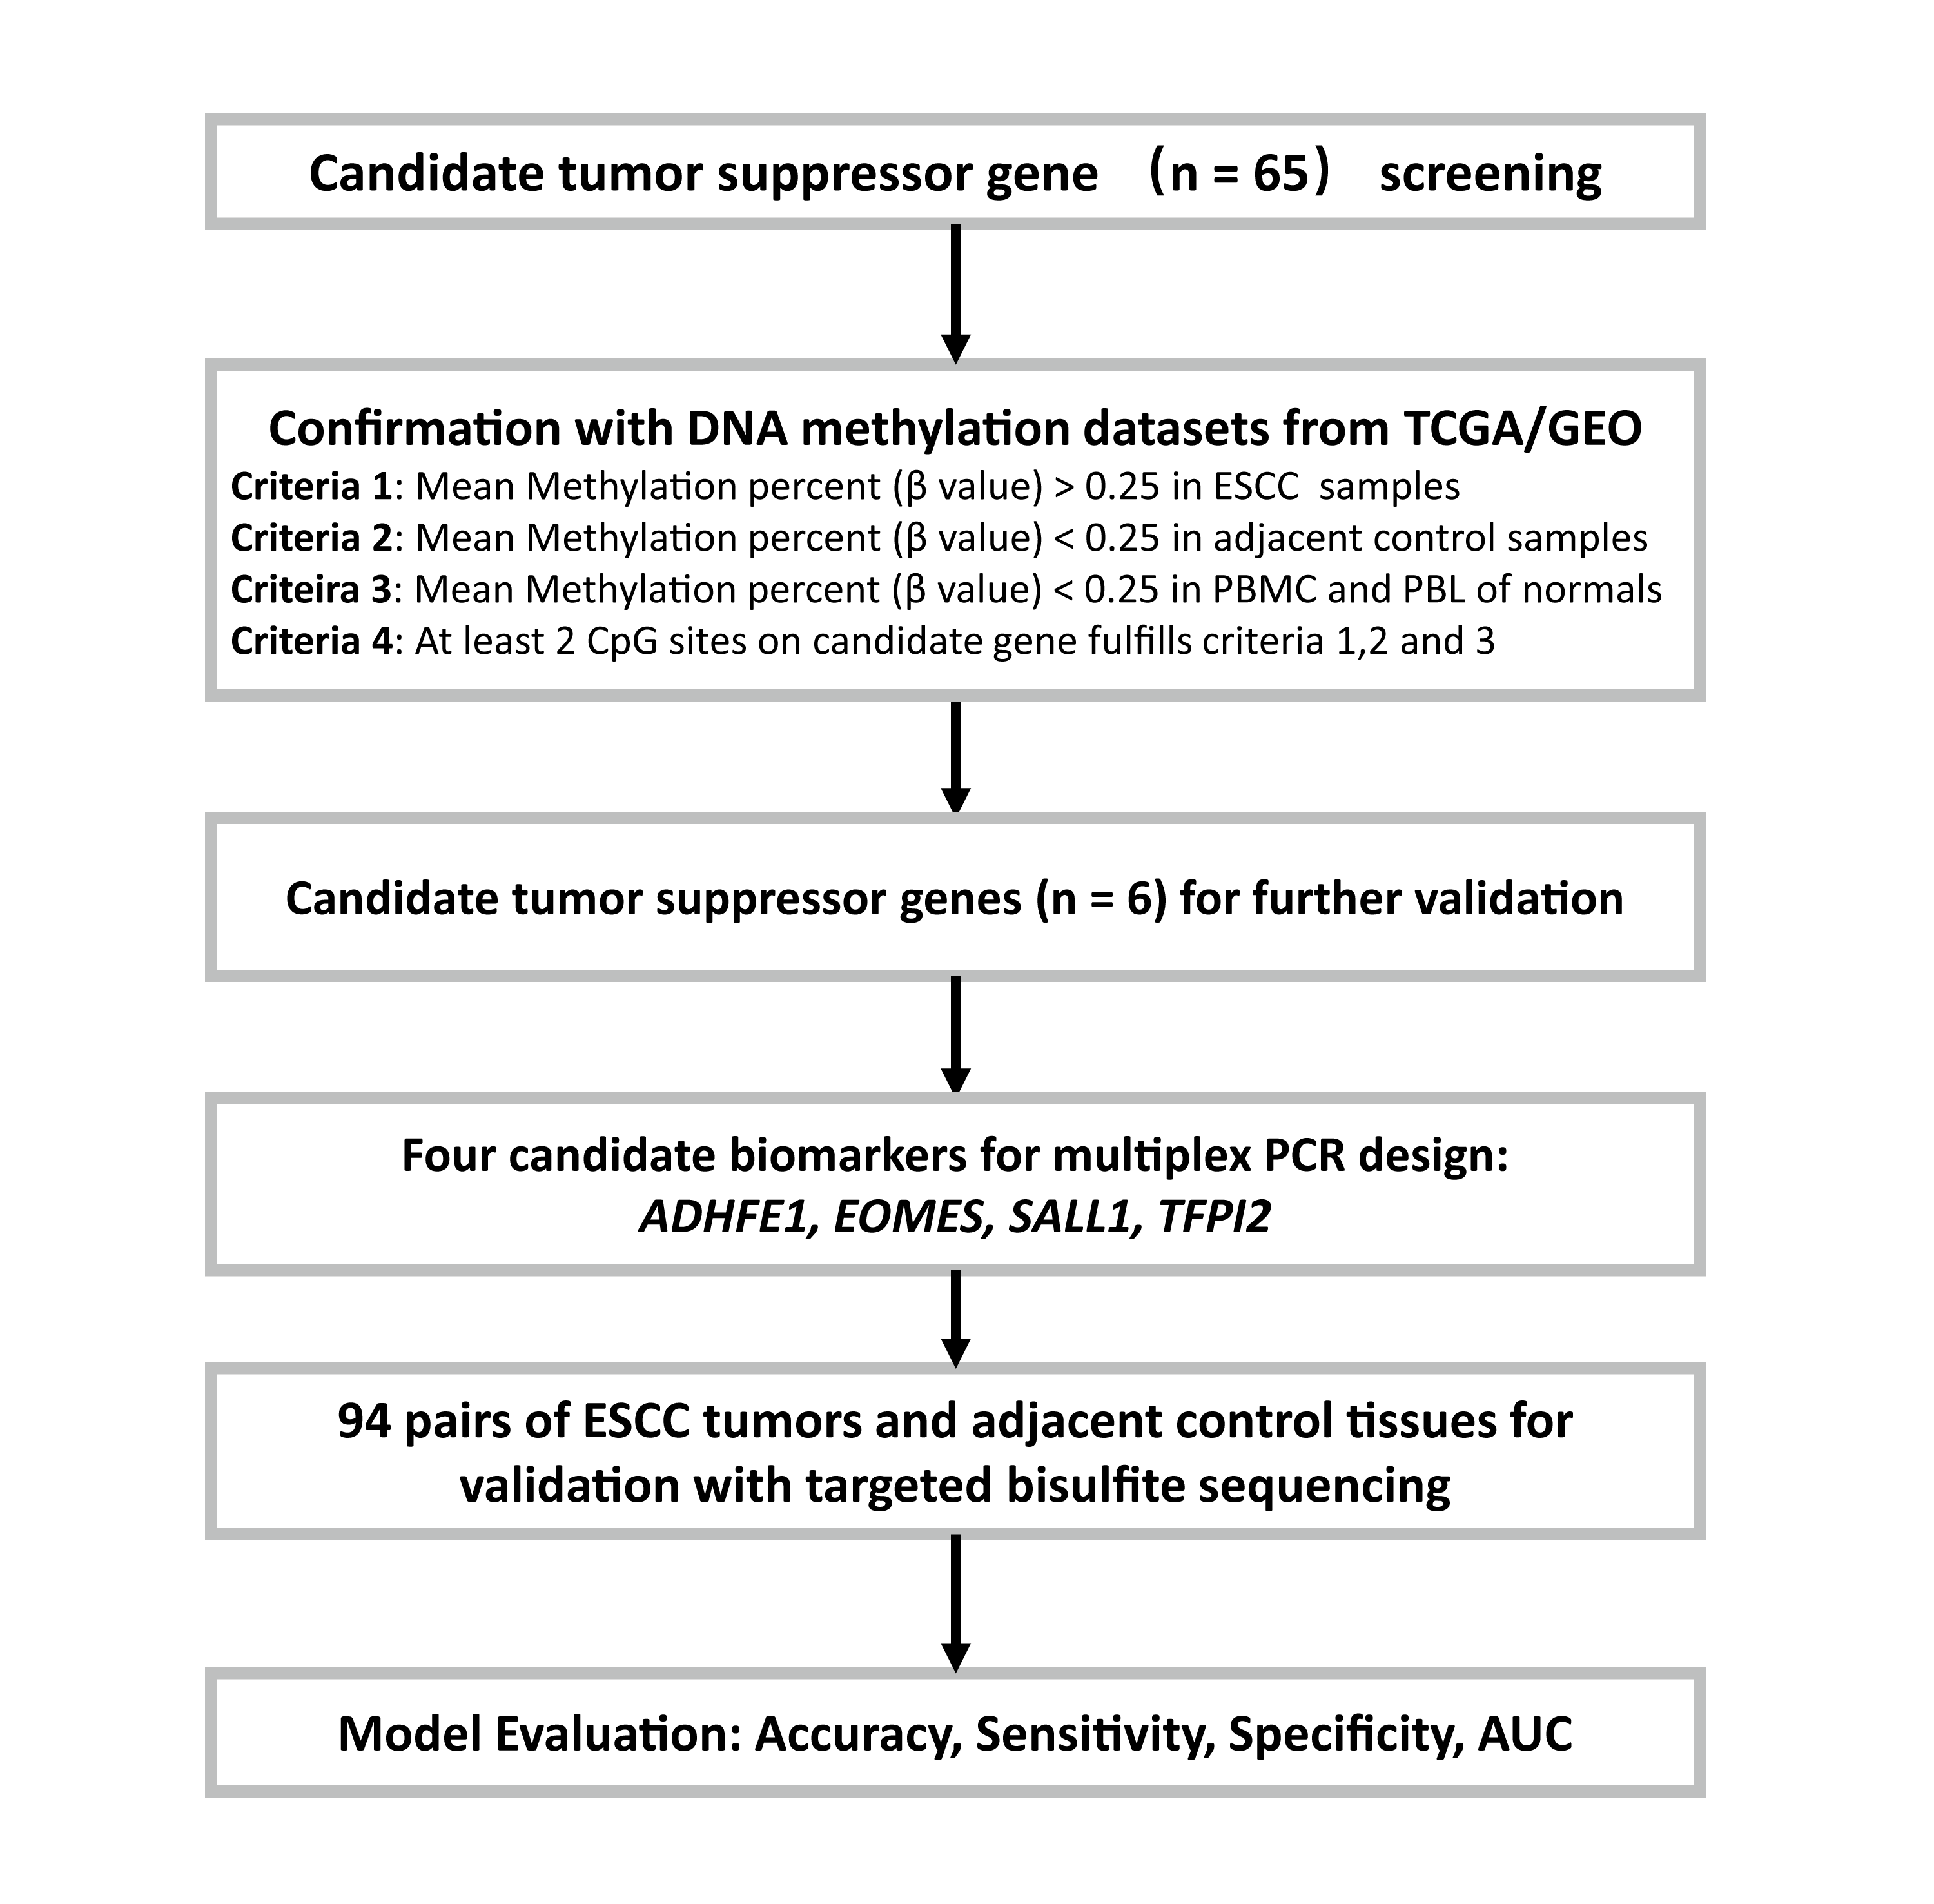 Candidate tumor suppressor gene (n = 65) screening
Confirmation with DNA methylation datasets from TCGA/GEO
Criteria 1: Mean Methylation percent (β value) > 0.25 in ESCC samples
Criteria 2: Mean Methylation percent (β value) < 0.25 in adjacent control samples
Criteira 3: Mean Methylation percent (β value) < 0.25 in PBMC and PBL of normals
Criteria 4: At least 2 CpG sites on candidate gene fulfills criteria 1,2 and 3
Candidate tumor suppressor genes (n = 6) for further validation
Four candidate biomarkers for multiplex PCR design:
ADHFE1, EOMES, SALL1, TFPI2
94 pairs of ESCC tumors and adjacent control tissues for
validation with targeted bisulfite sequencing
Model Evaluation: Accuracy, Sensitivity, Specificity, AUC